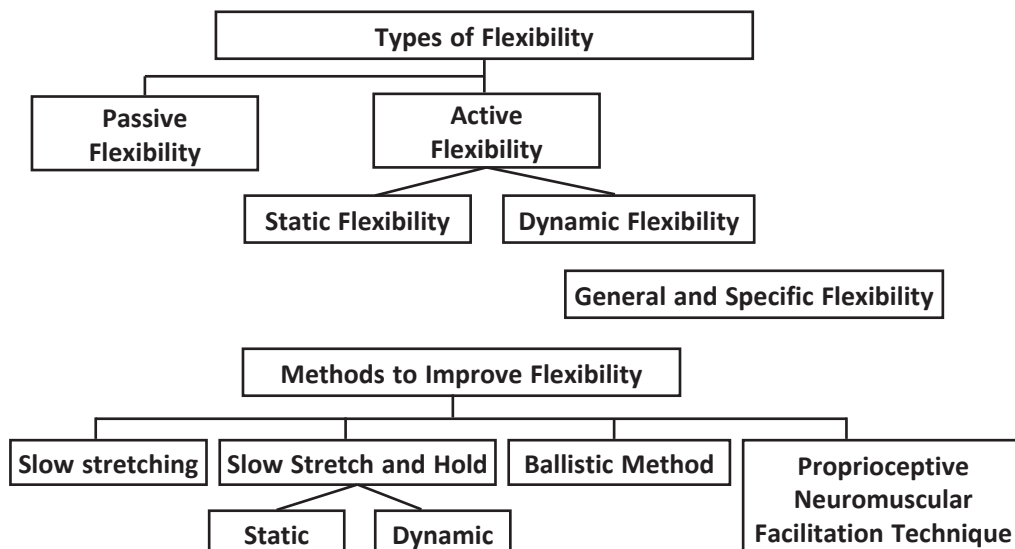 Types of Flexibility
Passive
Flexibility
Active
Flexibility
Static Flexibility
Dynamic Flexibility
General and Specific Flexibility
Methods to Improve Flexibility
Slow stretching
Slow Stretch and Hold
Ballistic Method
Proprioceptive
Neuromuscular
Facilitation Technique
Static
Dynamic